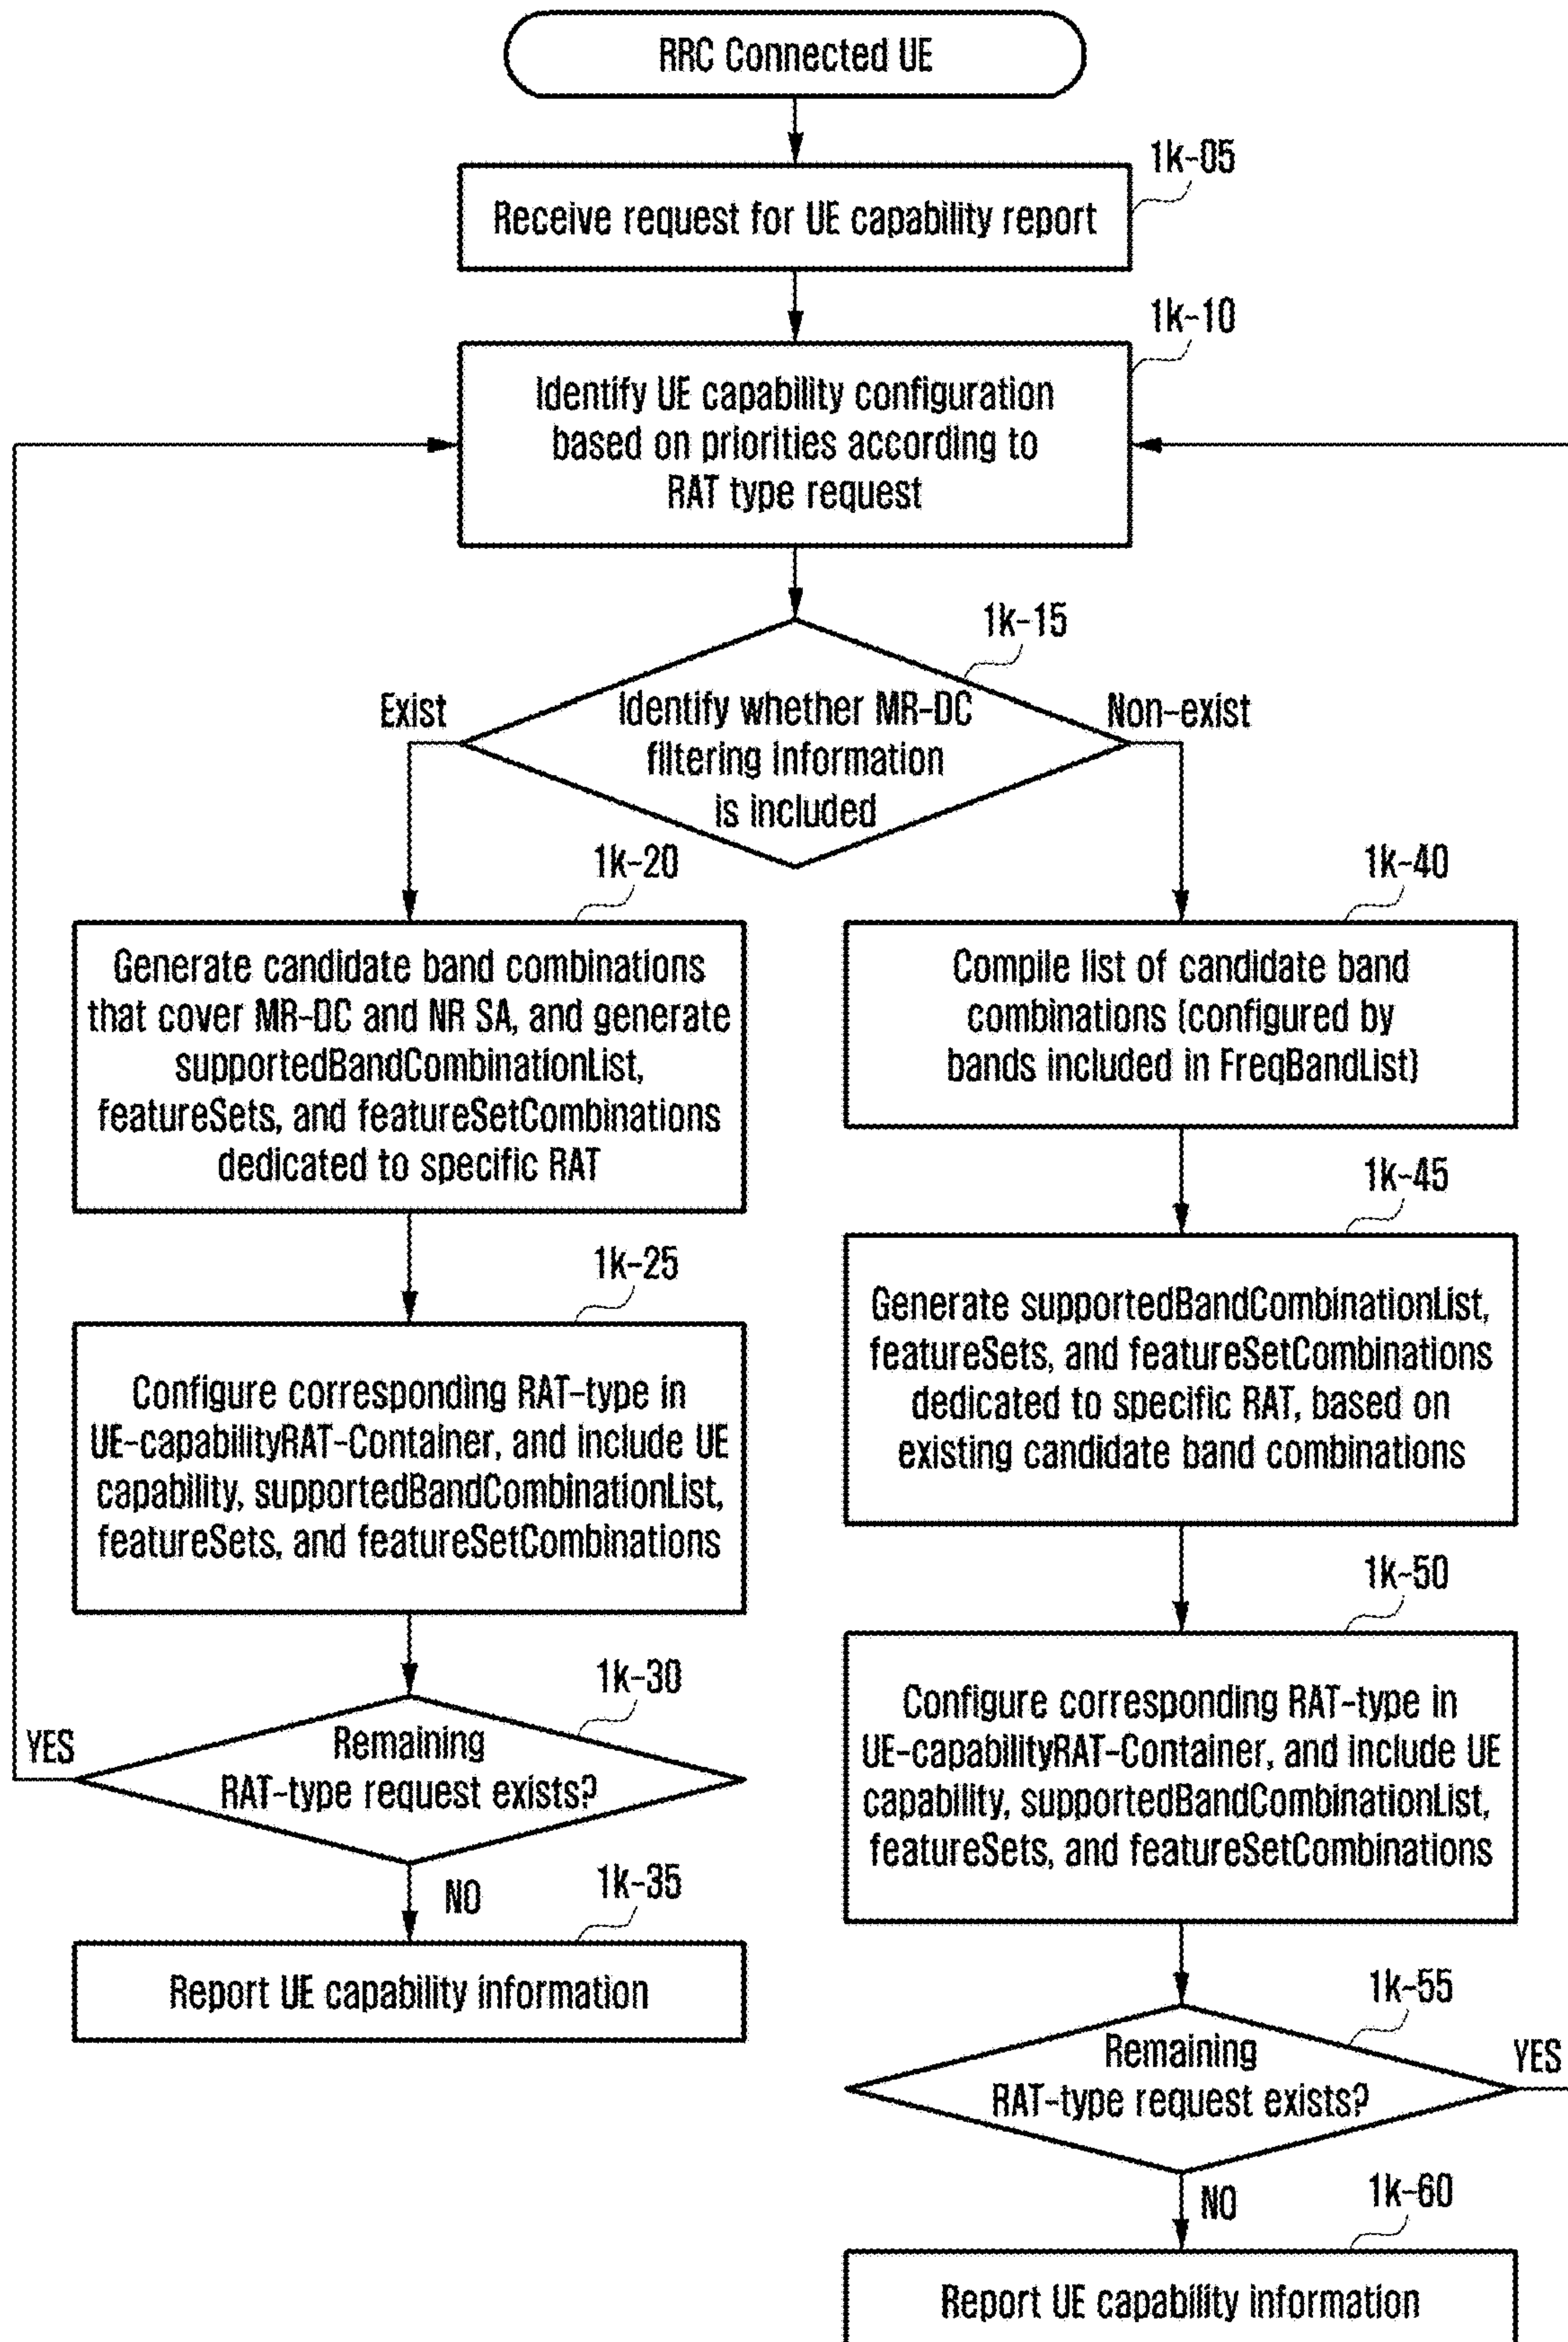 RRC Connected UE
1k-05
Receive request for UE capability report
1k-10
Identify UE capability configuration
based on priorities according to
RAT type request
1k-15
Exist
Identify whether MR-DC
filtering information
is included
Non-exist
1k-20
Generate candidate band combinations
that cover MR-DC and NR SA, and generate
supportedBandCombinationList,
featureSets, and featureSetCombinations
dedicated to specific RAT
1k-25
Configure corresponding RAT-type in
UE-capabilityRAT-Container, and include UE
capability, supportedBandCombinationList,
featureSets, and featureSetCombinations
1k-30
YES
Remaining
RAT-type request exists?
NO
1k-35
Report UE capability information
1k-40
Compile list of candidate band
combinations (configured by
bands included in FreqBandList)
1k-45
Generate supportedBandCombinationList,
featureSets, and featureSetCombinations
dedicated to specific RAT, based on
existing candidate band combinations
1k-50
Configure corresponding RAT-type in
UE-capabilityRAT-Container, and include UE
capability, supportedBandCombinationList,
featureSets, and featureSetCombinations
1k-55
Remaining
RAT-type request exists?
YES
NO
1k-60
Report UE capability information